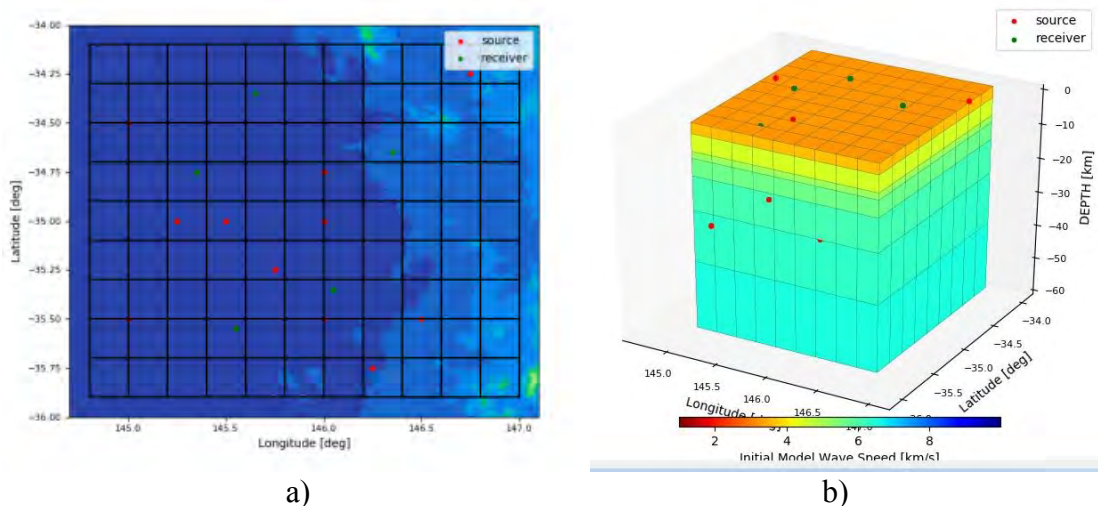 −34.00
−34.25
−34.50
−34.75
−35.00
−35.25
−35.50
−35.75
−36.00
Latitude [deg]
source
receiver
145.0
145.5
146.0
146.5
147.0
Longitude [deg]
a)
source
receiver
0
−10
−20
−30
−40
−50
−60
DEPTH [km]
−34.0
−34.5
−35.0
−35.5
Latitude [deg]
145.0
145.5
146.0
146.5
Longitude
2
4
6
8
Initial Model Wave Speed [km/s]
b)